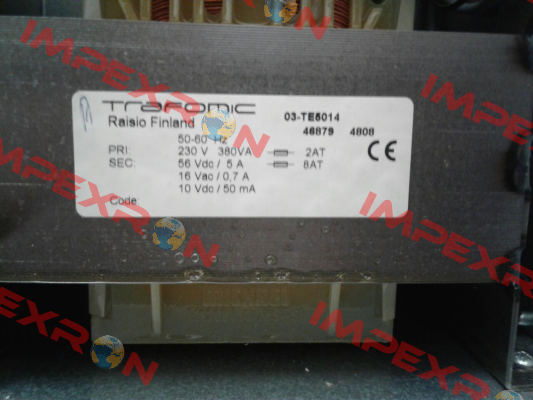 TRAFOMIC 03-TE5014
Raisio Finland 46879 4808
50-60 Hz
PRI: 230 V 380VA 2AT
SEC: 56 Vdc / 5 A 8AT
16 Vac / 0,7 A
10 Vdc / 50 mA
Code
CE
IMPEXRON
IMPEXRON
IMPEXRON
IMPEXRON